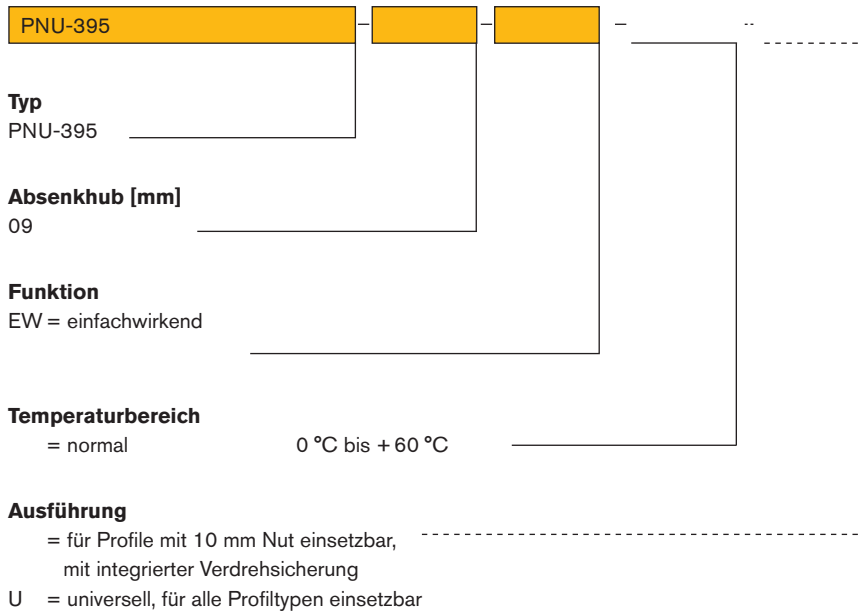 PNU-395 – – – --
Typ
PNU-395
Absenkhub [mm]
09
Funktion
EW = einfachwirkend
Temperaturbereich
= normal 0 °C bis + 60 °C
Ausführung
= für Profile mit 10 mm Nut einsetzbar,
mit integrierter Verdrehsicherung
U = universell, für alle Profiltypen einsetzbar